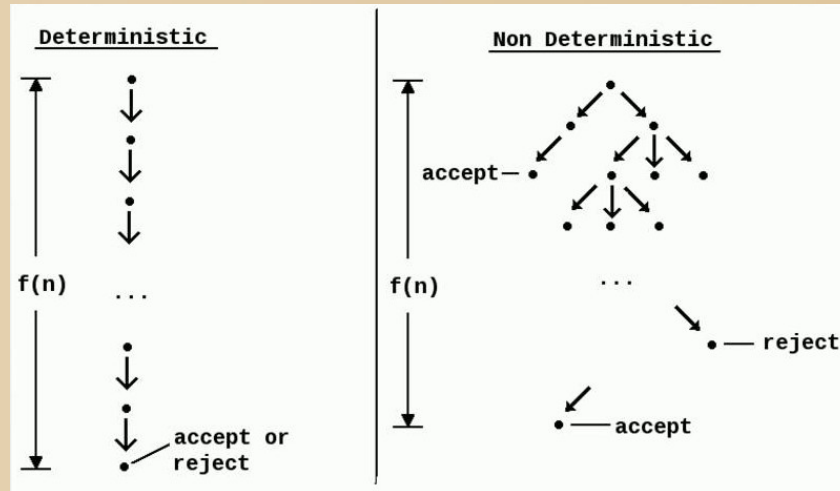 Deterministic
f(n)
...
accept or
reject
Non Deterministic
accept
f(n)
...
reject
accept